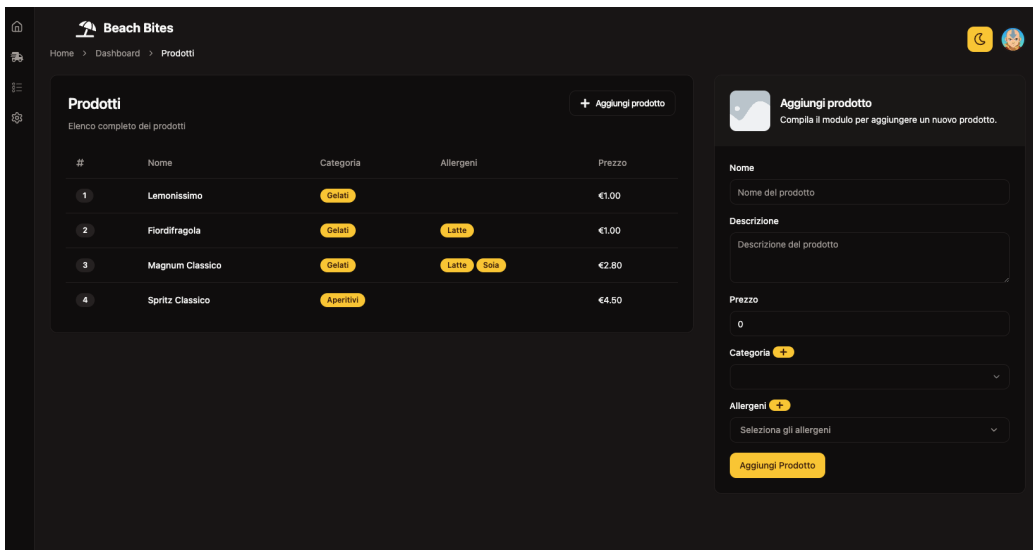 Beach Bites
Home > Dashboard > Prodotti
Prodotti
+ Aggiungi prodotto
Elenco completo dei prodotti
# Nome Categoria Allergeni Prezzo
1 Lemonissimo Gelati €1.00
2 Fiordifragola Gelati Latte €1.00
3 Magnum Classico Gelati Latte Soia €2.80
4 Spritz Classico Aperitivi €4.50
Aggiungi prodotto
Compila il modulo per aggiungere un nuovo prodotto.
Nome
Nome del prodotto
Descrizione
Descrizione del prodotto
Prezzo
0
Categoria +
Allergeni +
Seleziona gli allergeni
Aggiungi Prodotto